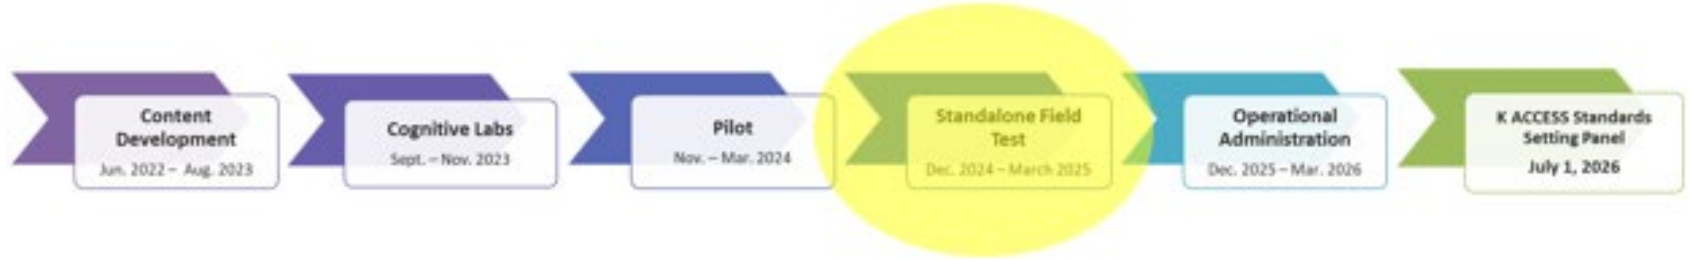 Content
Development
Jun. 2022 – Aug. 2023
Cognitive Labs
Sept. – Nov. 2023
Pilot
Nov. – Mar. 2024
Standalone Field
Test
Dec. 2024 – March 2025
Operational
Administration
Dec. 2025 – Mar. 2026
K ACCESS Standards
Setting Panel
July 1, 2026